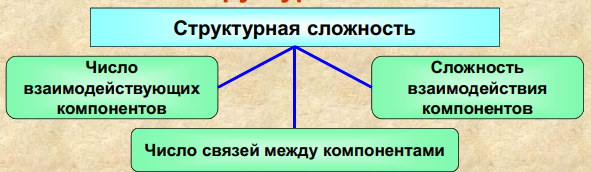 Структурная сложность
Число
взаимодействующих
компонентов
Сложность
взаимодействия
компонентов
Число связей между компонентами